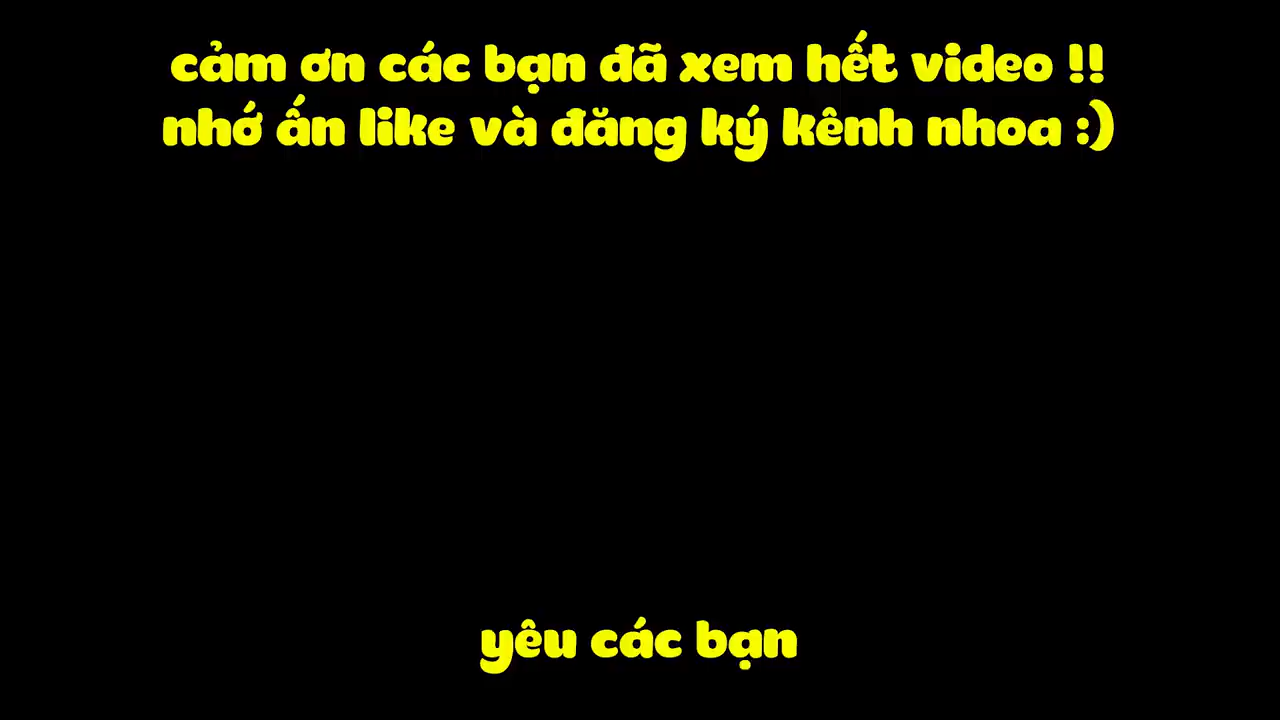 cảm ơn các bạn đã xem hết video !!
nhớ ấn like và đăng ký kênh nhoa :)
yêu các bạn